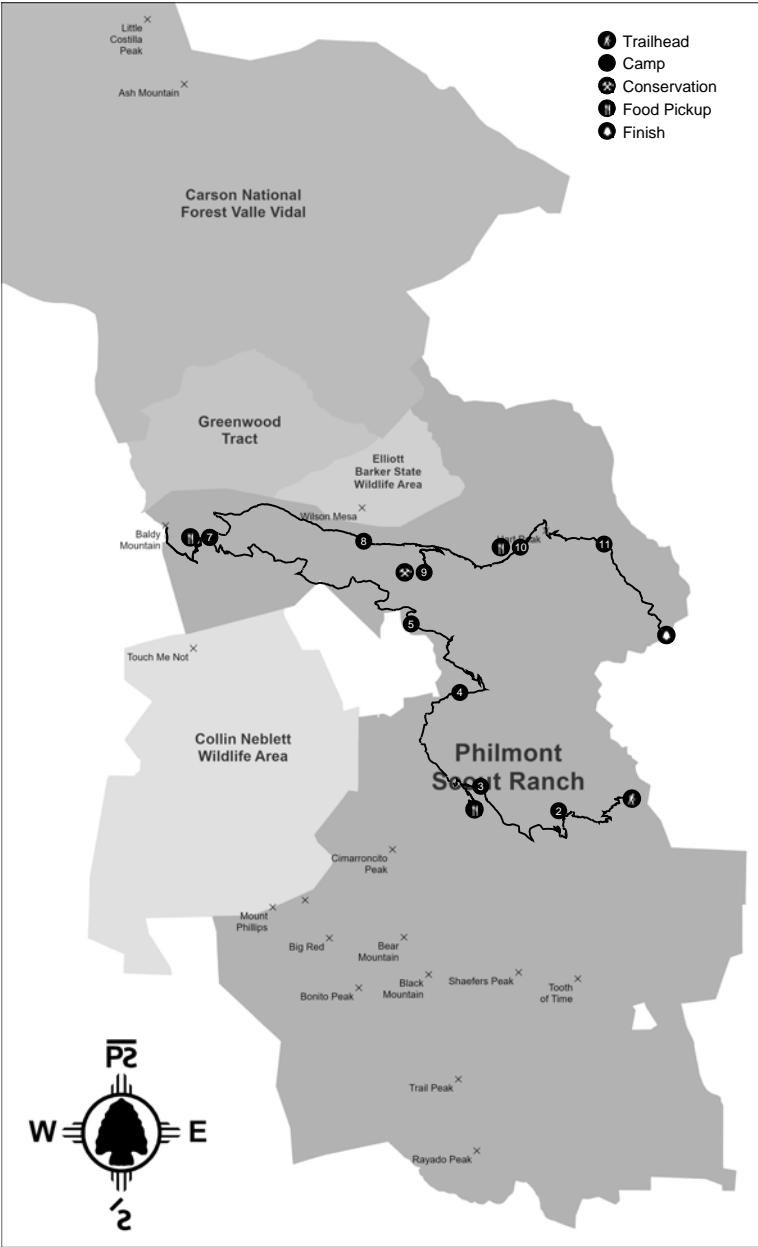 Little
Costilla
Peak
Ash Mountain
Trailhead
Camp
Conservation
Food Pickup
Finish
Carson National
Forest Valle Vidal
Greenwood
Tract
Elliott
Barker State
Wildlife Area
Wilson Mesa
Baldy
Mountain
7
8
Hart Peak
10
11
9
5
Touch Me Not
4
Collin Neblett
Wildlife Area
Philmont
Scout Ranch
3
2
Cimarroncito
Peak
Mount
Phillips
Big Red
Bear
Mountain
Bonito Peak
Black
Mountain
Shaefers Peak
Tooth
of Time
Trail Peak
Rayado Peak
W
E